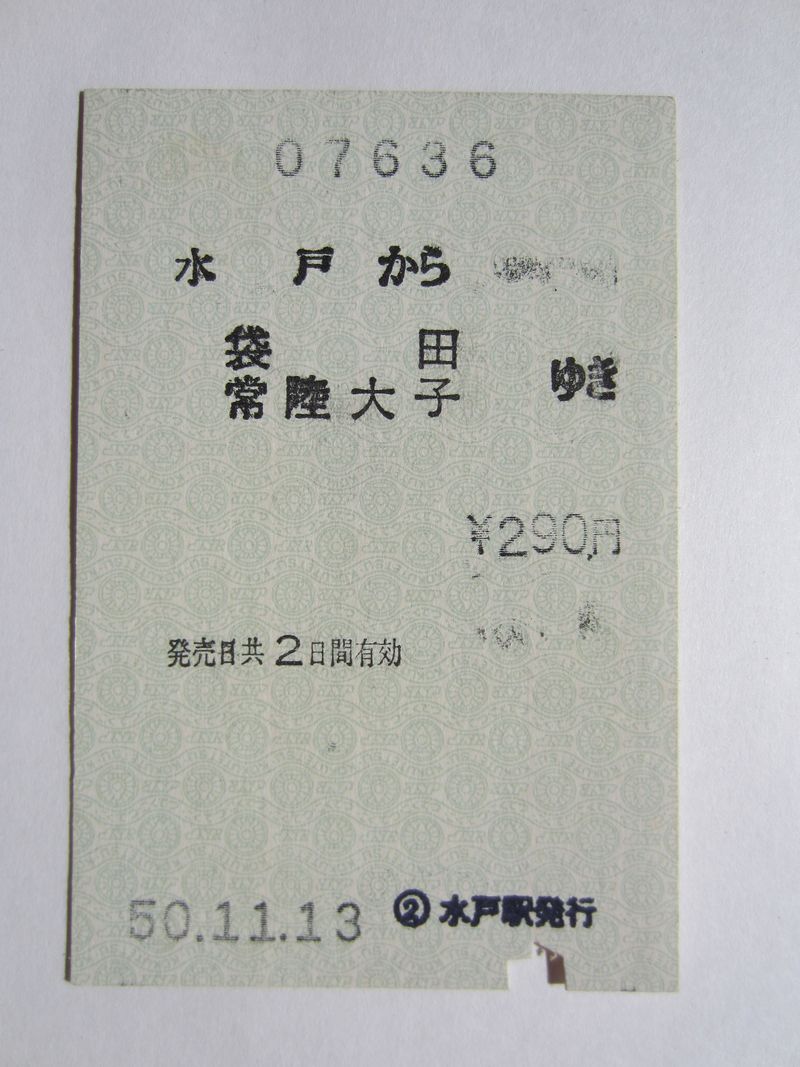 07636
水戸から
袋田
常陸大子 ゆき
¥290円
発売日共2日間有効
50.11.13 ②水戸駅発行